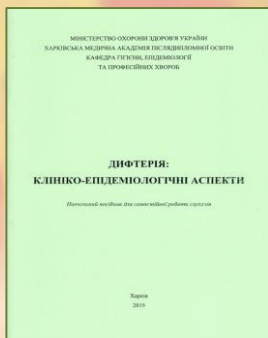 МІНІСТЕРСТВО ОХОРОНИ ЗДОРОВ'Я УКРАЇНИ
ХАРКІВСЬКА МЕДИЧНА АКАДЕМІЯ ПІСЛЯДИПЛОМНОЇ ОСВІТИ
КАФЕДРА ГІГІЄНИ, ЕПІДЕМІОЛОГІЇ
ТА ПРОФЕСІЙНИХ ХВОРОБ
ДИФТЕРІЯ:
КЛІНІКО-ЕПІДЕМІОЛОГІЧНІ АСПЕКТИ
Навчальний посібник для самостійної роботи слухачів
Харків
2019